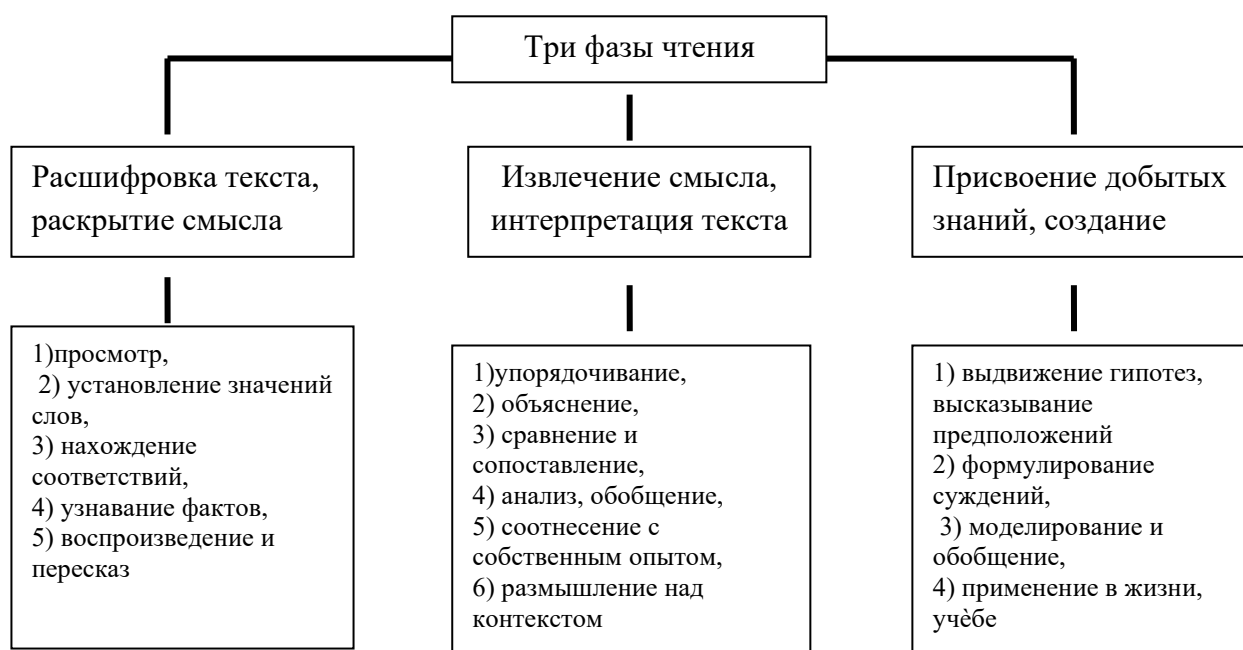 Три фазы чтения
Расшифровка текста,
раскрытие смысла
Извлечение смысла,
интерпретация текста
Присвоение добытых
знаний, создание
1)просмотр,
2) установление значений
слов,
3) нахождение
соответствий,
4) узнавание фактов,
5) воспроизведение и
пересказ
1)упорядочивание,
2) объяснение,
3) сравнение и
сопоставление,
4) анализ, обобщение,
5) соотнесение с
собственным опытом,
6) размышление над
контекстом
1) выдвижение гипотез,
высказывание
предположений
2) формулирование
суждений,
3) моделирование и
обобщение,
4) применение в жизни,
учѐбе